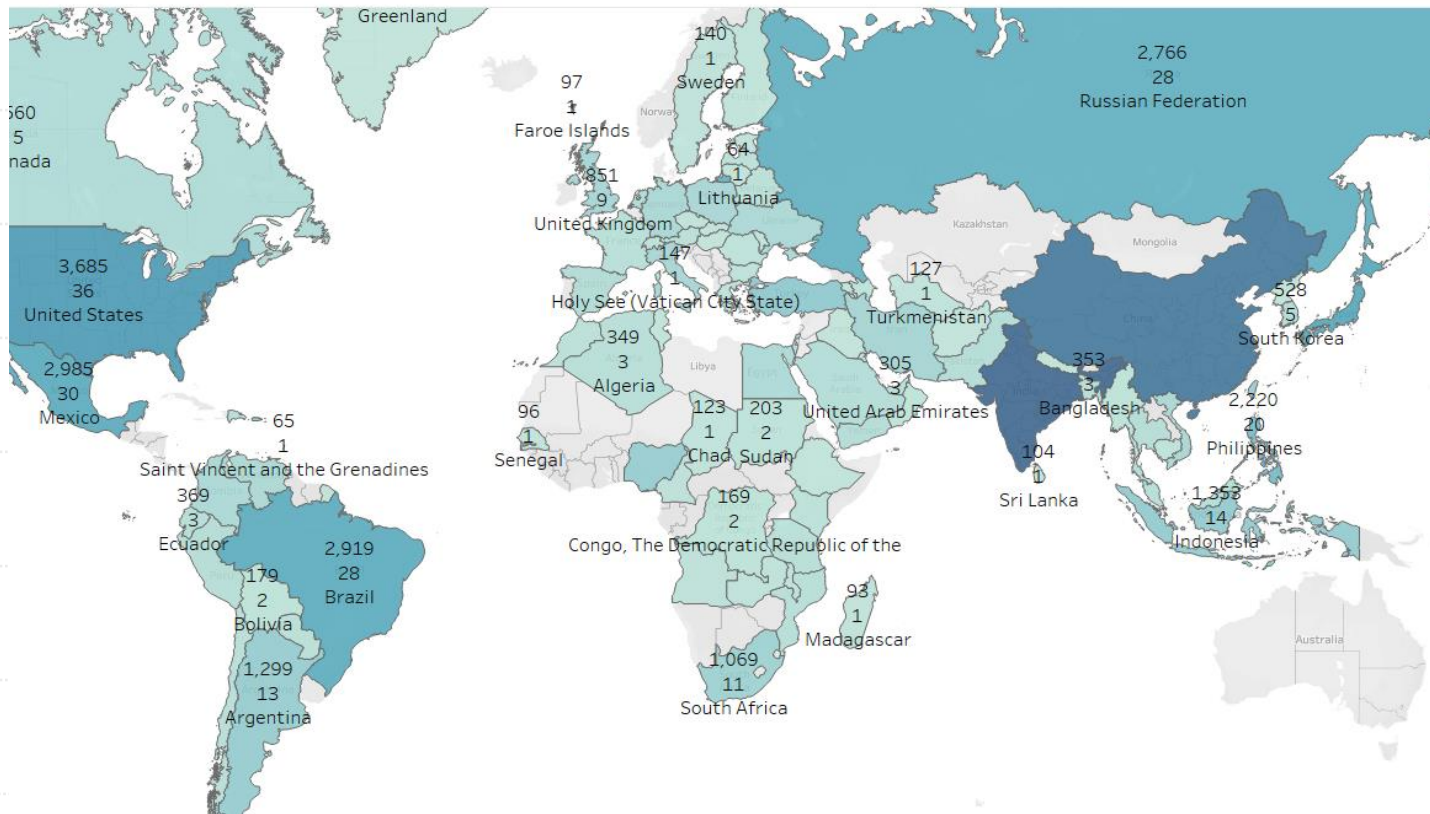 Greenland
560
5
nada
3,685
36
United States
2,985
30
Mexico
65
1
Saint Vincent and the Grenadines
369
3
Ecuador
2,919
28
Brazil
179
2
Bolivia
1,299
13
Argentina
140
1
Sweden
Norway
97
1
Faroe Islands
851
9
United Kingdom
64
1
Lithuania
147
1
Holy See (Vatican City State)
2,766
28
Russian Federation
Kazakhstan
Mongolia
China
127
1
Turkmenistan
528
5
South Korea
349
3
Algeria
Libya
Egypt
305
3
United Arab Emirates
353
3
Bangladesh
96
1
Senegal
123
1
Chad
203
2
Sudan
104
1
Sri Lanka
2,220
20
Philippines
1,353
14
Indonesia
169
2
Congo, The Democratic Republic of the
93
1
Madagascar
1,069
11
South Africa
Australia